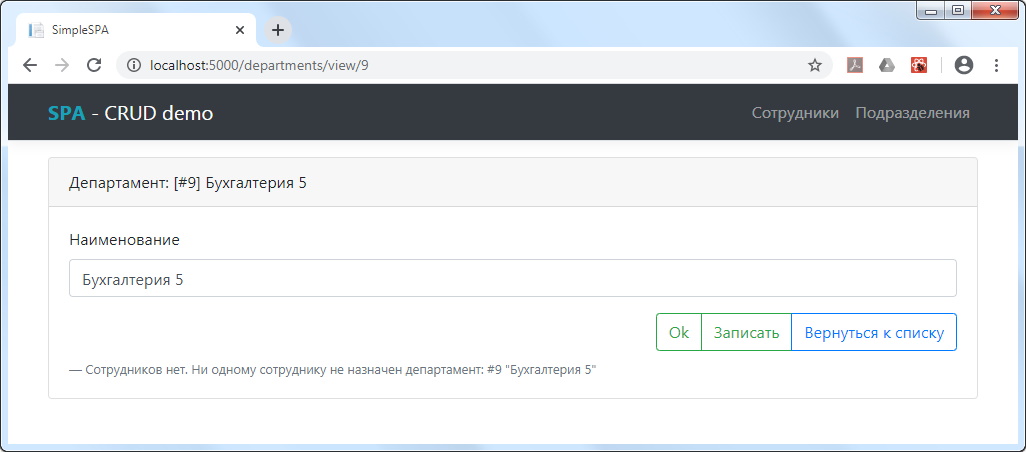 SimpleSPA
localhost:5000/departments/view/9
SPA - CRUD demo
Сотрудники
Подразделения
Департамент: [#9] Бухгалтерия 5
Наименование
Бухгалтерия 5
Ok
Записать
Вернуться к списку
— Сотрудников нет. Ни одному сотруднику не назначен департамент: #9 "Бухгалтерия 5"